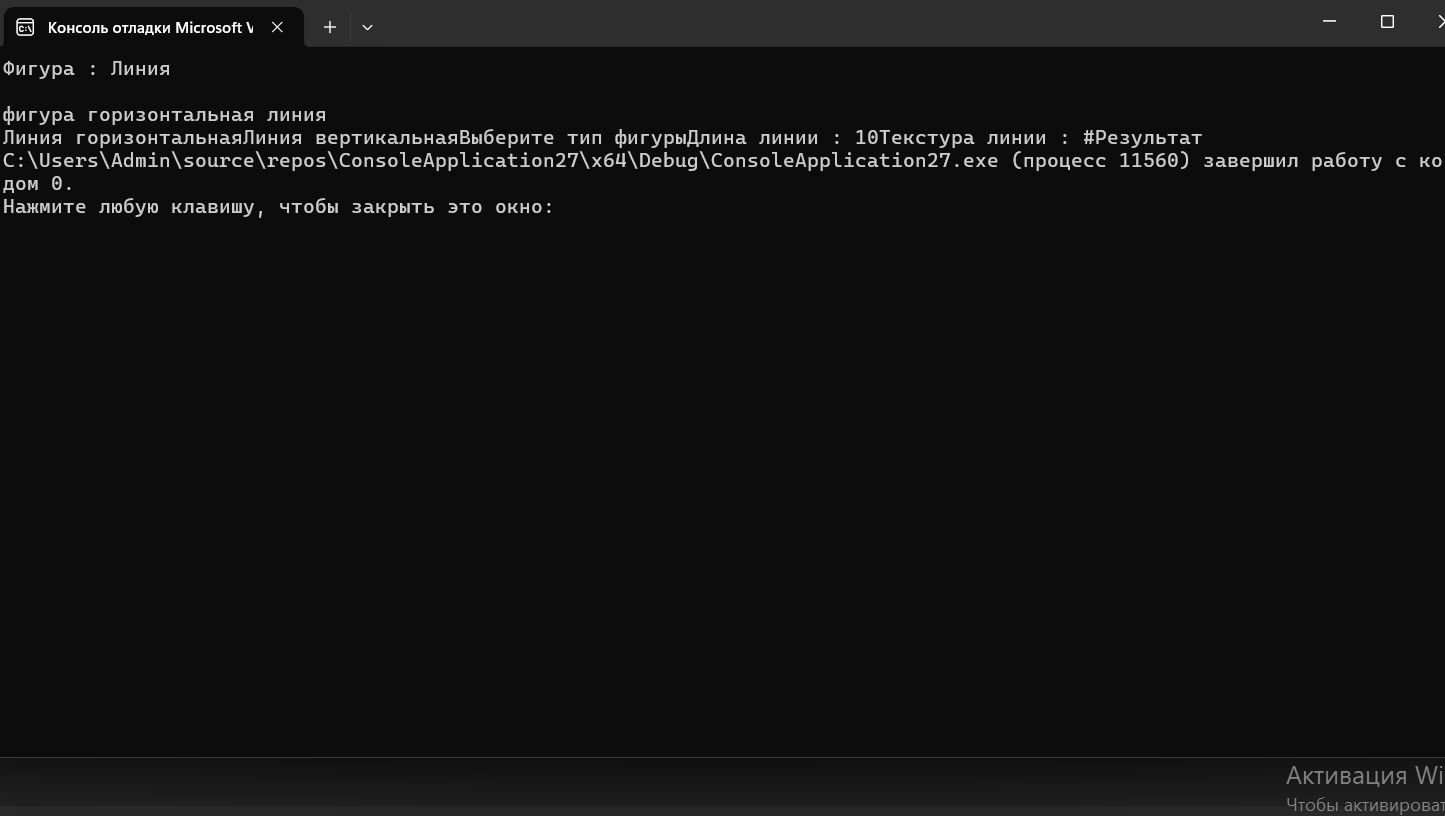 Консоль отладки Microsoft V
Фигура : Линия
фигура горизонтальная линия
Линия горизонтальнаяЛиния вертикальнаяВыберите тип фигурыДлина линии : 10Текстура линии : #Результат
C:\Users\Admin\source\repos\ConsoleApplication27\x64\Debug\ConsoleApplication27.exe (процесс 11560) завершил работу с ко
дом 0.
Нажмите любую клавишу, чтобы закрыть это окно:
Активация Wi
Чтобы активироват